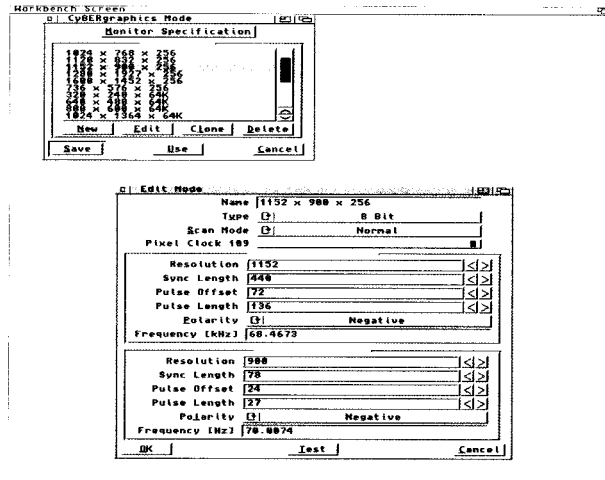 Workbench Screen
CyBERgraphics Mode
Monitor Specification
1024 x 768 x 256
1120 x 832 x 256
1152 x 900 x 256
1280 x 1927 x 256
1600 x 1452 x 256
736 x 576 x 256
320 x 240 x 64K
640 x 480 x 64K
800 x 600 x 64K
1024 x 1364 x 64K
New Edit Clone Delete
Save Use Cancel
Edit Mode
Name 1152 x 900 x 256
Type 8 Bit
Scan Mode Normal
Pixel Clock 109
Resolution 1152
Sync Length 440
Pulse Offset 72
Pulse Length 136
Polarity Negative
Frequency [kHz] 68.4673
Resolution 900
Sync Length 78
Pulse Offset 24
Pulse Length 27
Polarity Negative
Frequency [Hz] 70.0074
OK Test Cancel